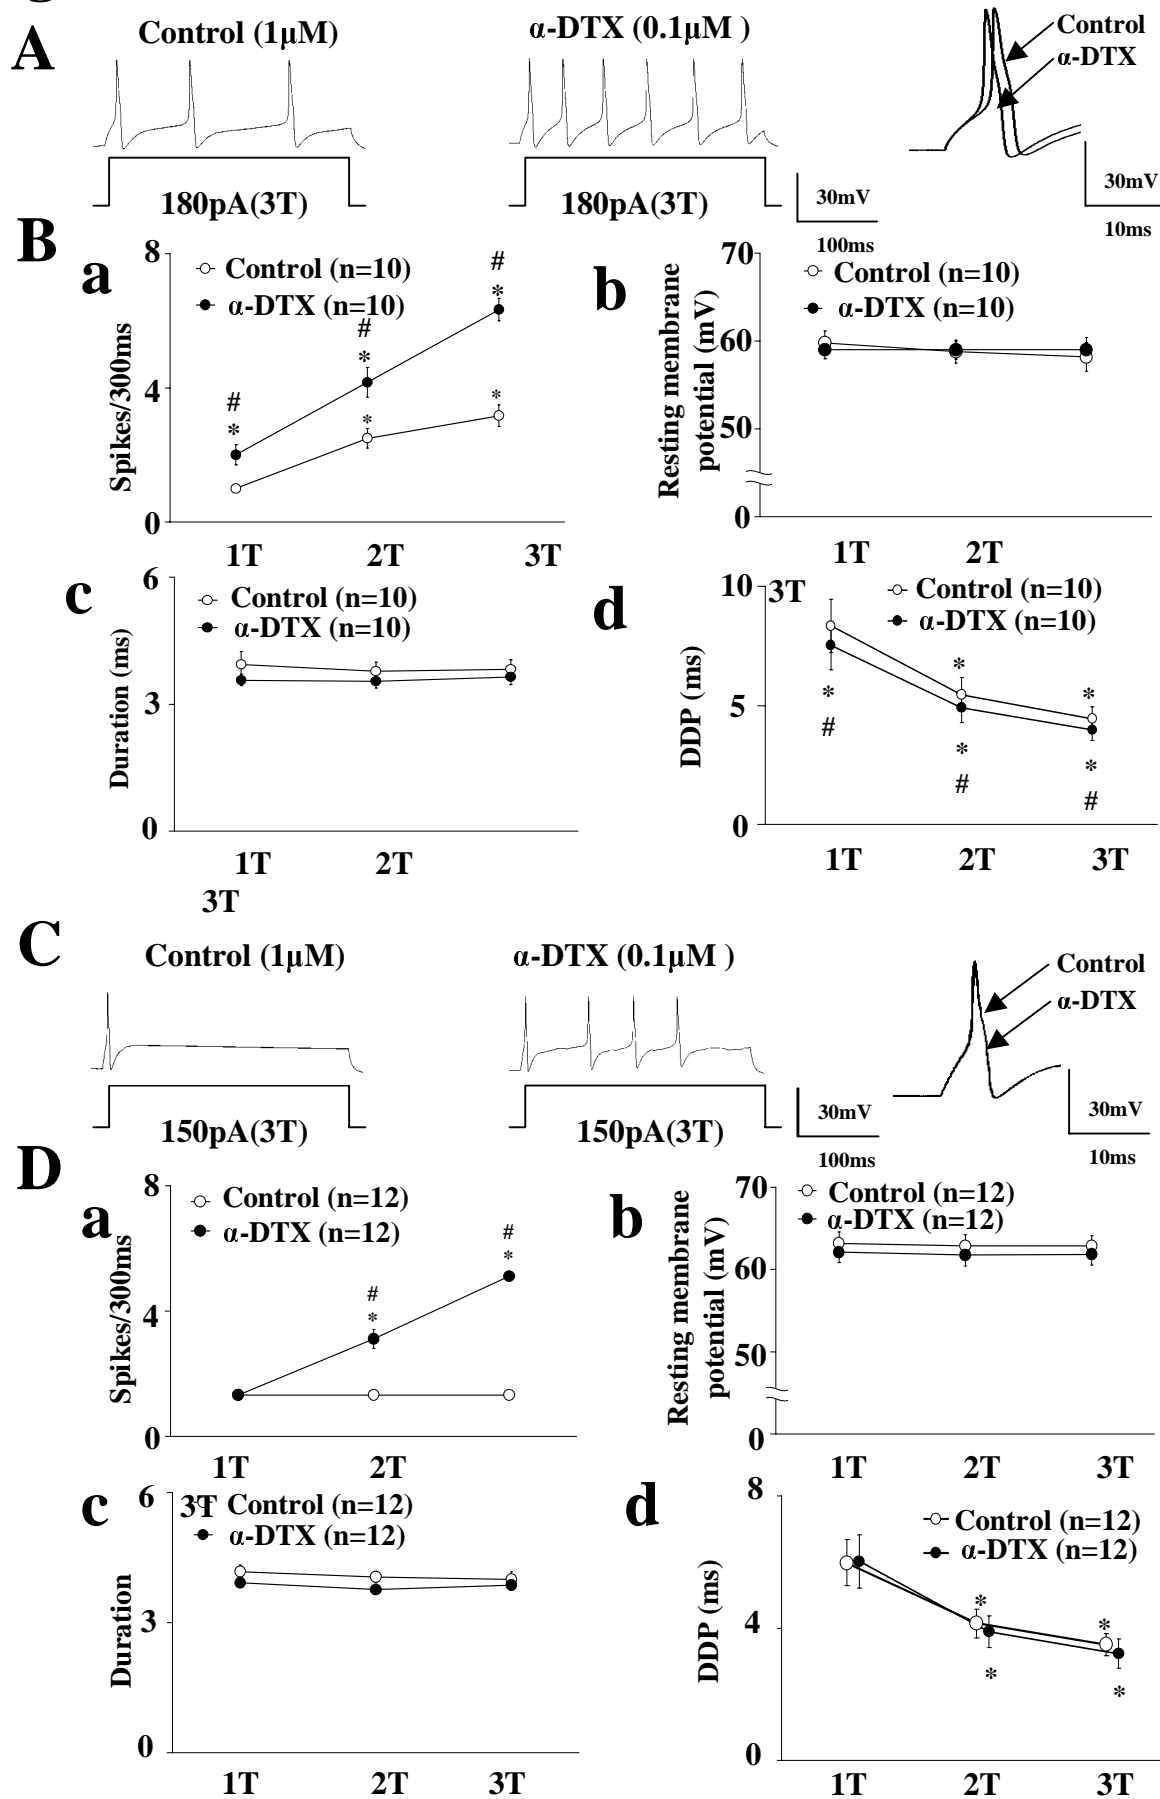 A
Control (1µM)
α-DTX (0.1µM )
Control
α-DTX
180pA(3T)
180pA(3T)
30mV
100ms
30mV
10ms
B
a
8
4
0
Spikes/300ms
Control (n=10)
α-DTX (n=10)
#
*
#
*
*
#
*
*
1T
2T
3T
b
70
60
50
0
Resting membrane
potential (mV)
Control (n=10)
α-DTX (n=10)
1T
2T
3T
c
6
3
0
Duration (ms)
Control (n=10)
α-DTX (n=10)
1T
2T
3T
d
10
5
0
DDP (ms)
Control (n=10)
α-DTX (n=10)
*
#
*
*
#
*
*
#
1T
2T
3T
C
Control (1µM)
α-DTX (0.1µM )
Control
α-DTX
150pA(3T)
150pA(3T)
30mV
100ms
30mV
10ms
D
a
8
4
0
Spikes/300ms
Control (n=12)
α-DTX (n=12)
#
*
#
*
1T
2T
3T
b
70
60
50
0
Resting membrane
potential (mV)
Control (n=12)
α-DTX (n=12)
1T
2T
3T
c
6
3
0
Duration
Control (n=12)
α-DTX (n=12)
1T
2T
3T
d
8
4
0
DDP (ms)
Control (n=12)
α-DTX (n=12)
*
*
*
*
1T
2T
3T